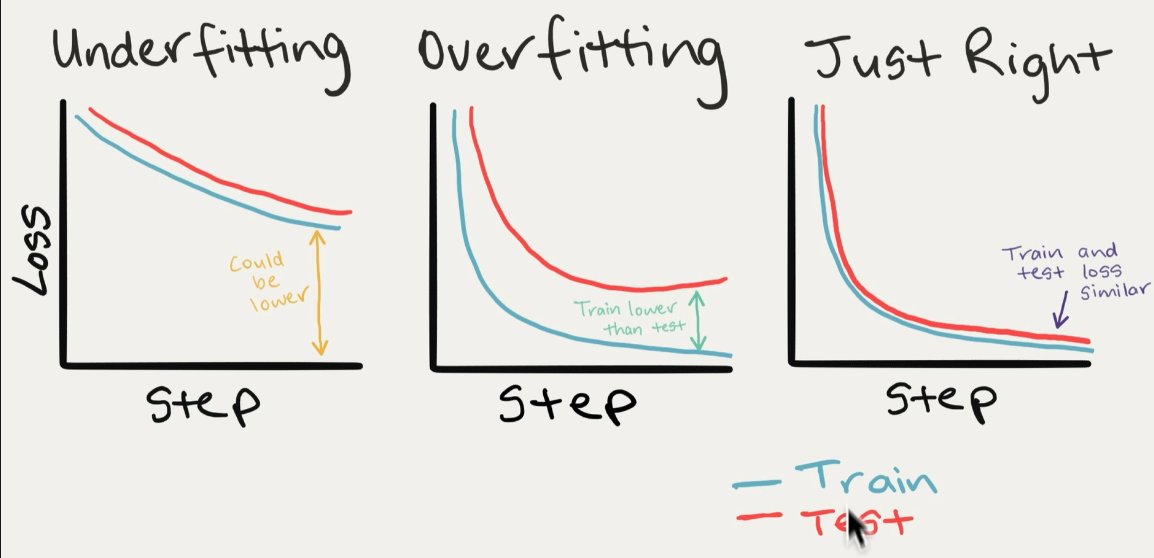 Underfitting
Overfitting
Just Right
Loss
Could
be
lower
Train lower
than test
Train and
test loss
similar
Step
Step
Step
Train
Test